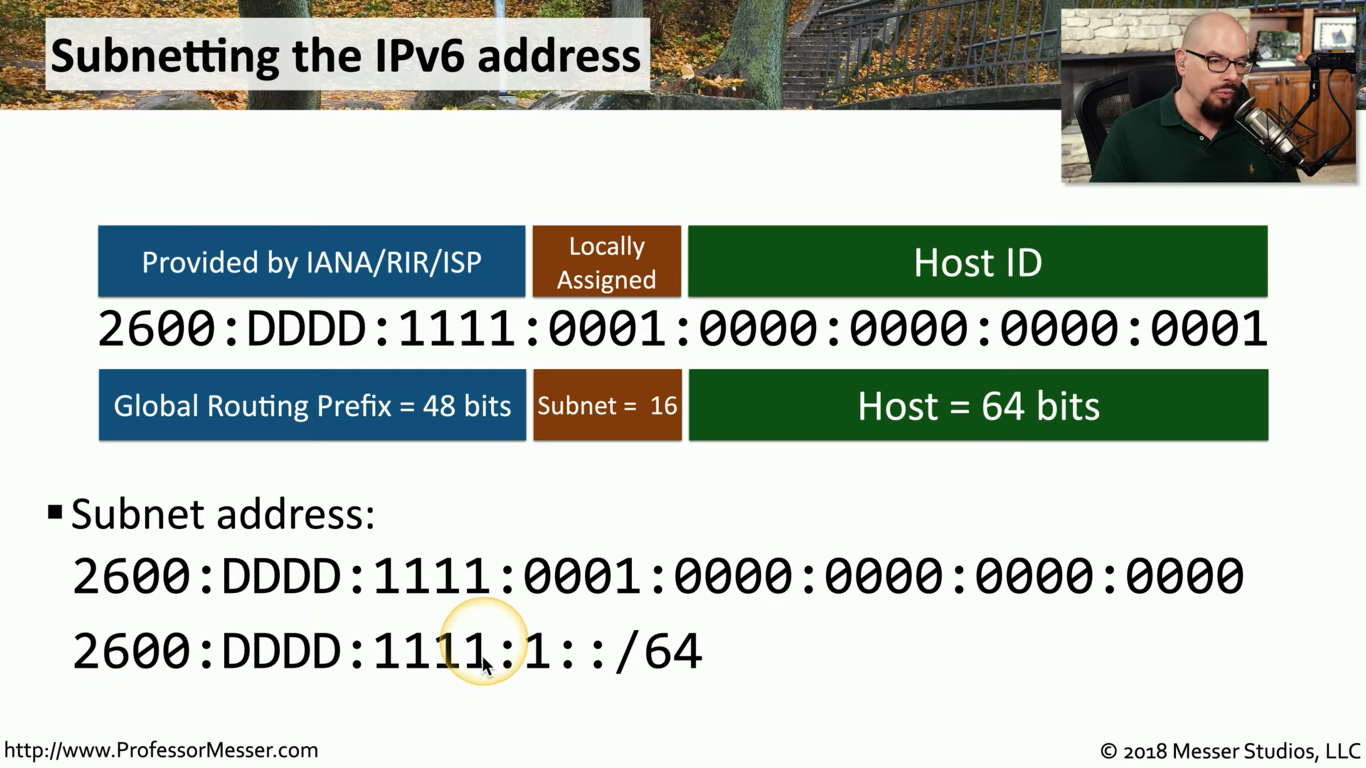 Subnetting the IPv6 address
Provided by IANA/RIR/ISP
Locally
Assigned
Host ID
2600:DDDD:1111:0001:0000:0000:0000:0001
Global Routing Prefix = 48 bits
Subnet = 16
Host = 64 bits
▪ Subnet address:
2600:DDDD:1111:0001:0000:0000:0000:0000
2600:DDDD:1111:1::/64
http://www.ProfessorMesser.com
© 2018 Messer Studios, LLC